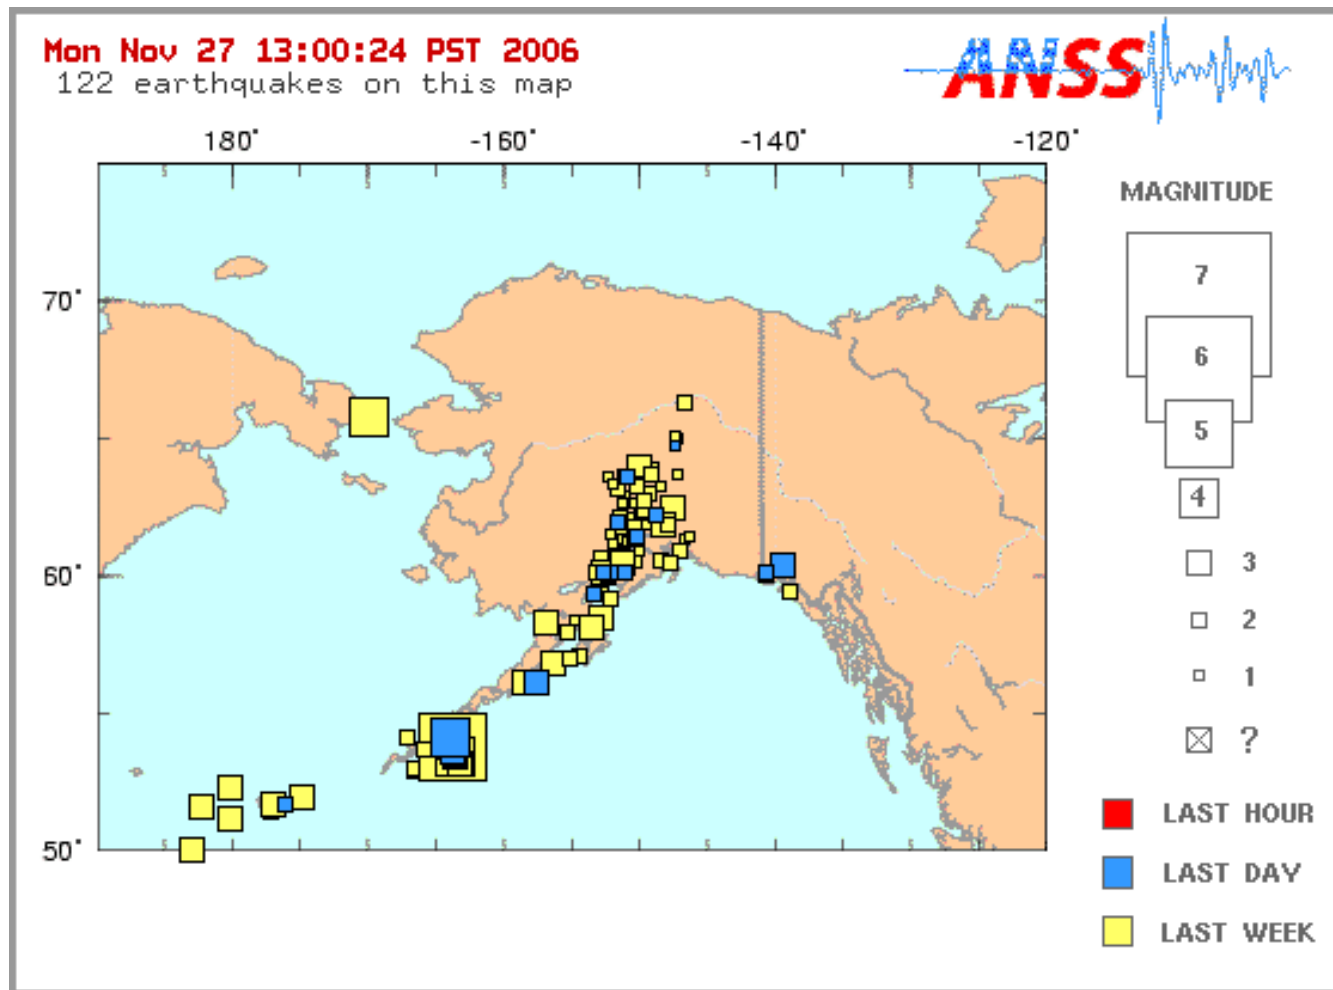 Mon Nov 27 13:00:24 PST 2006
122 earthquakes on this map
ANSS
180° -160° -140° -120°
MAGNITUDE
7
70°
6
5
4
60°
3
2
1
?
LAST HOUR
50°
LAST DAY
LAST WEEK